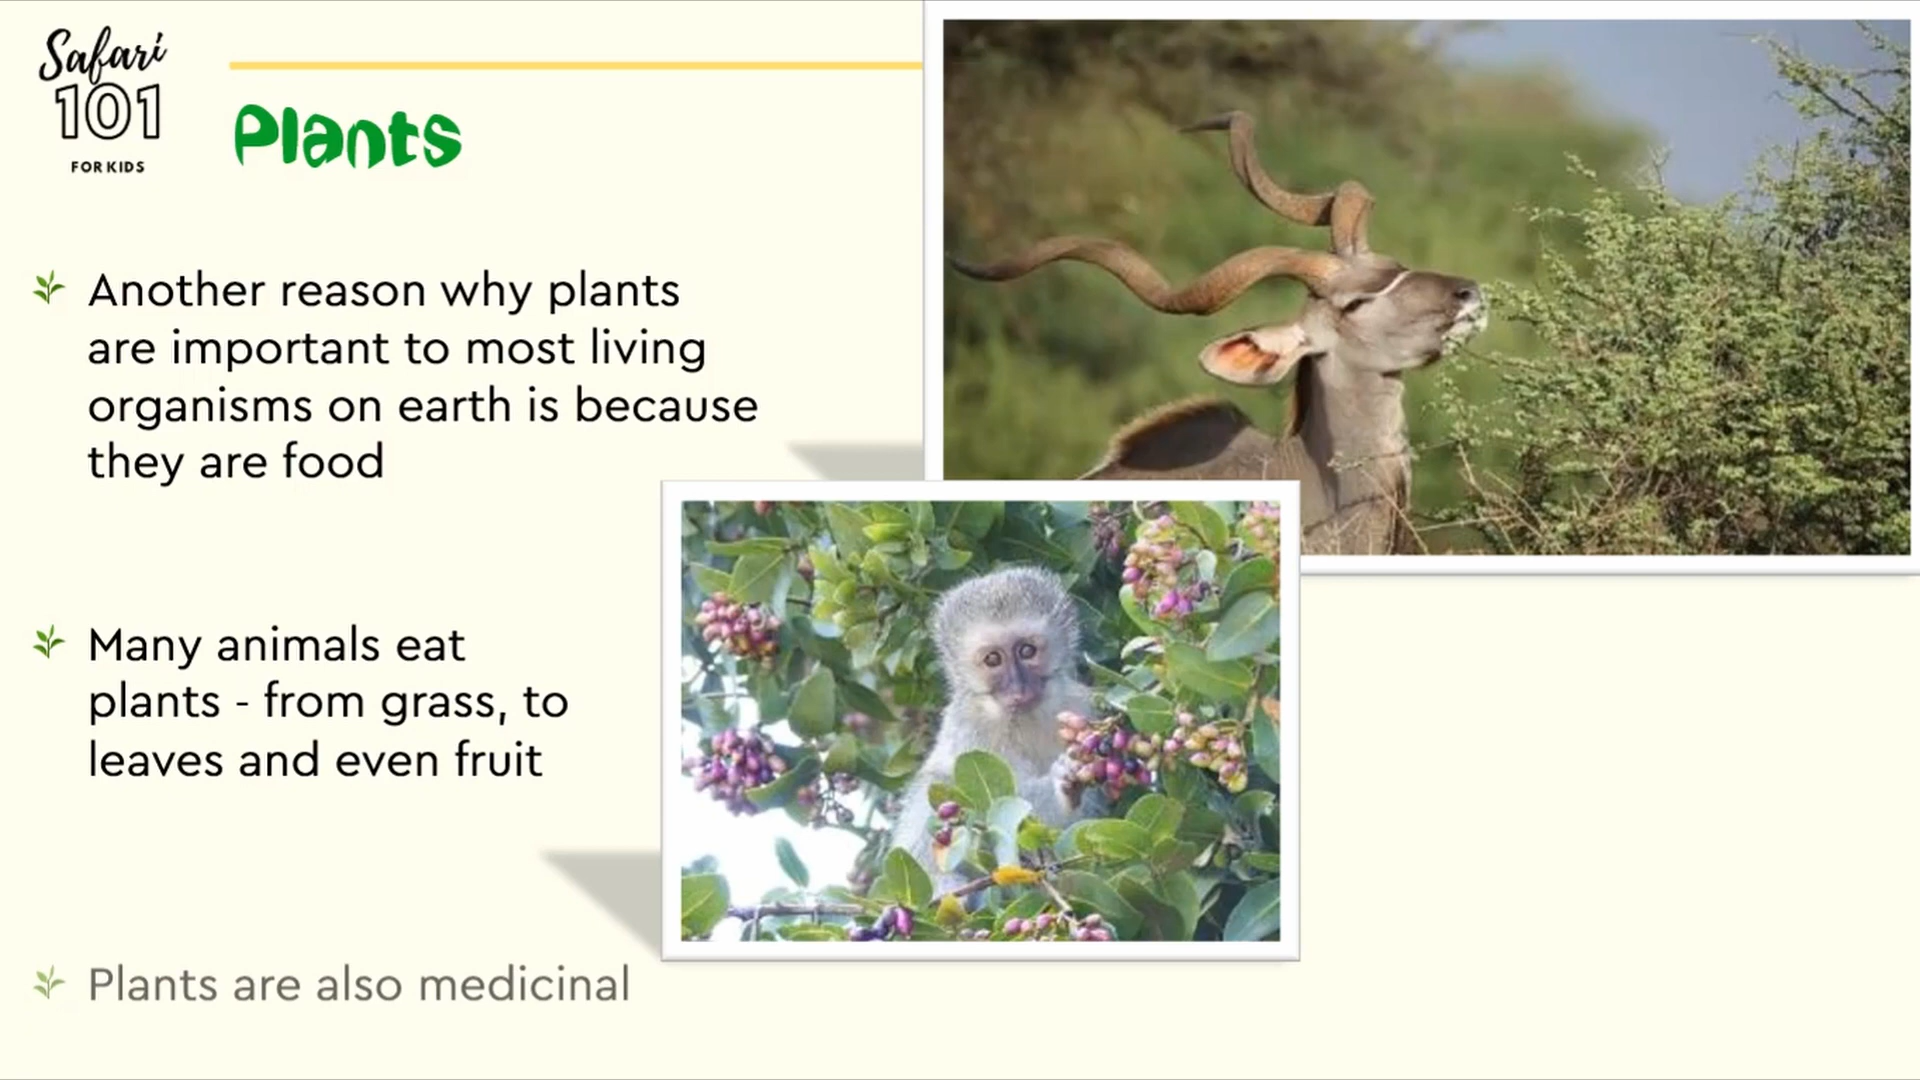 Safari
101
FOR KIDS
Plants
Another reason why plants
are important to most living
organisms on earth is because
they are food
Many animals eat
plants - from grass, to
leaves and even fruit
Plants are also medicinal